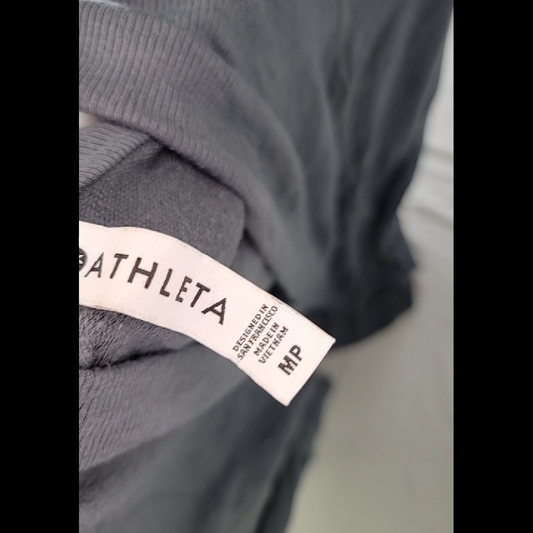 ATHLETA
DESIGNED IN
SAN FRANCISCO
MADE IN
VIETNAM
MP